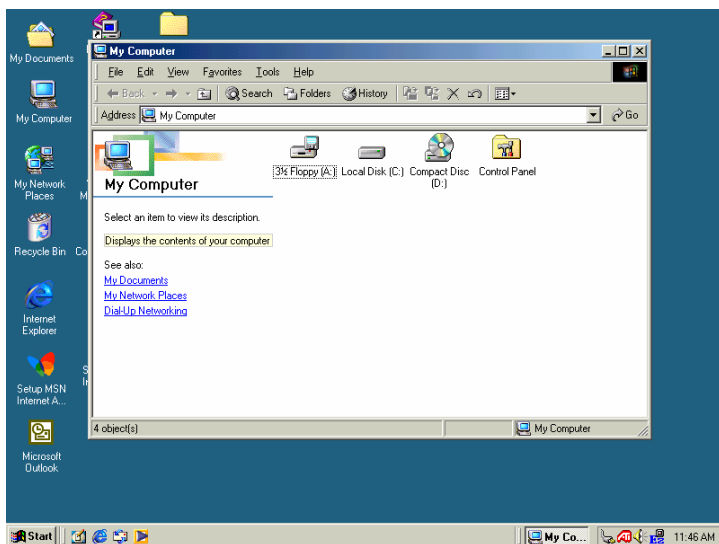 My Documents
My Computer
My Network
Places
Recycle Bin
Internet
Explorer
Setup MSN
Internet A...
Microsoft
Outlook
M
Co
S
In
My Computer
File Edit View Favorites Tools Help
Back Search Folders History
Address My Computer Go
My Computer
Select an item to view its description.
Displays the contents of your computer
See also:
My Documents
My Network Places
Dial-Up Networking
3½ Floppy (A:) Local Disk (C:) Compact Disc
(D:)
Control Panel
4 object(s) My Computer
Start My Co... 11:46 AM